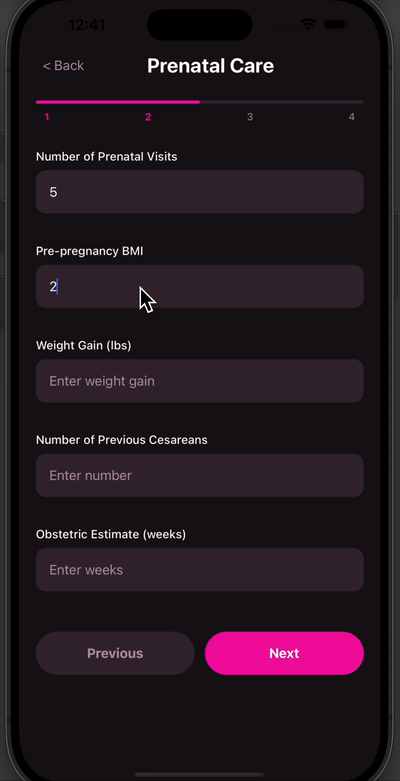 12:41
< Back
Prenatal Care
1 2 3 4
Number of Prenatal Visits
5
Pre-pregnancy BMI
2
Weight Gain (lbs)
Enter weight gain
Number of Previous Cesareans
Enter number
Obstetric Estimate (weeks)
Enter weeks
Previous
Next